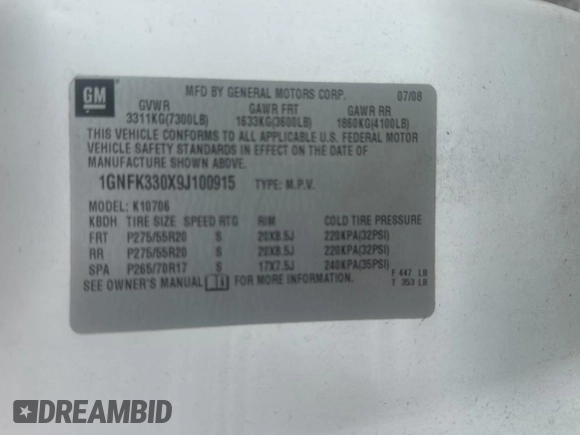 GM
MFD BY GENERAL MOTORS CORP. 07/08
GVWR GAWR FRT GAWR RR
3311KG(7300LB) 1633KG(3600LB) 1860KG(4100LB)
THIS VEHICLE CONFORMS TO ALL APPLICABLE U.S. FEDERAL MOTOR
VEHICLE SAFETY STANDARDS IN EFFECT ON THE DATE OF
MANUFACTURE SHOWN ABOVE.
1GNFK330X9J100915 TYPE: M.P.V.
MODEL: K10706
KBDH TIRE SIZE SPEED RTG RIM COLD TIRE PRESSURE
FRT P275/55R20 S 20X8.5J 220KPA(32PSI)
RR P275/55R20 S 20X8.5J 220KPA(32PSI)
SPA P265/70R17 S 17X7.5J 240KPA(35PSI)
SEE OWNER'S MANUAL FOR MORE INFORMATION.
F 447 LB
T 353 LB
DREAMBID